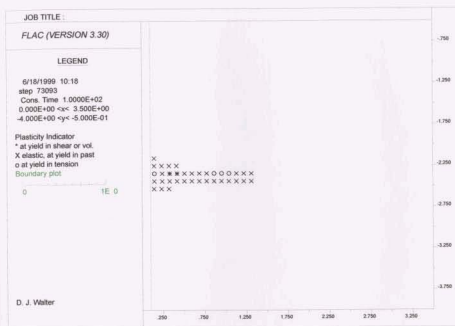 JOB TITLE :
FLAC (VERSION 3.30)
LEGEND
6/18/1999 10:18
step 73093
Cons. Time 1.0000E+02
0.000E+00 <x< 3.500E+00
-4.000E+00 <y< -5.000E-01
Plasticity Indicator
* at yield in shear or vol.
X elastic, at yield in past
o at yield in tension
Boundary plot
0 1E 0
D. J. Walter
-.750
-1.250
-1.750
-2.250
-2.750
-3.250
-3.750
.250 .750 1.250 1.750 2.250 2.750 3.250